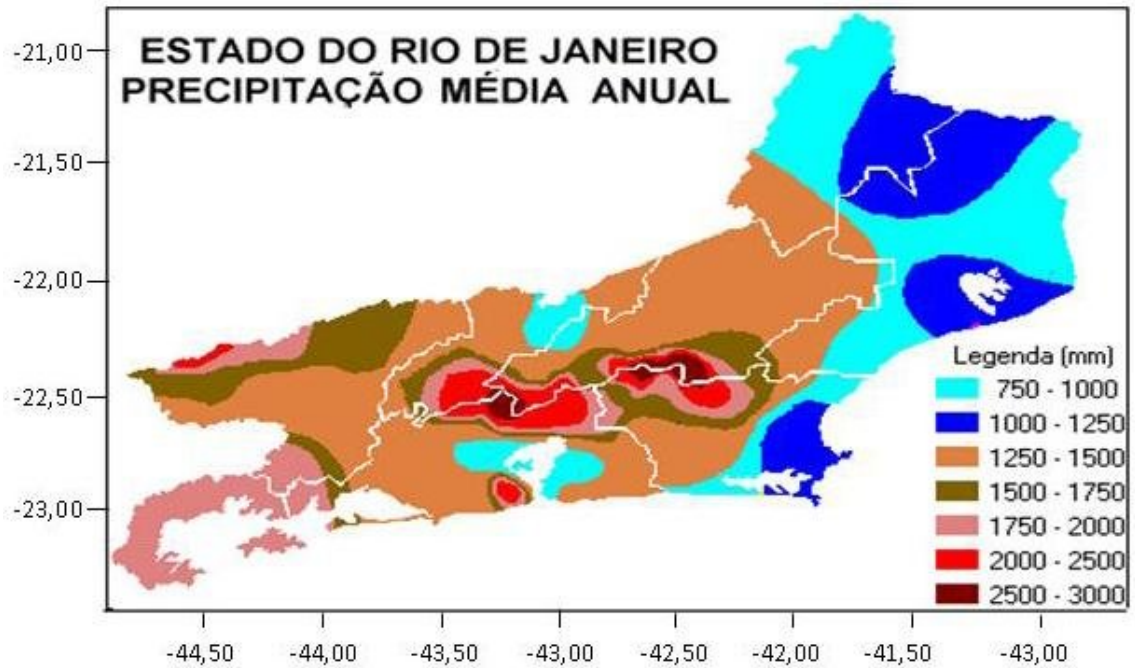 ESTADO DO RIO DE JANEIRO
PRECIPITAÇÃO MÉDIA ANUAL
-21,00
-21,50
-22,00
-22,50
-23,00
Legenda (mm)
750 - 1000
1000 - 1250
1250 - 1500
1500 - 1750
1750 - 2000
2000 - 2500
2500 - 3000
-44,50 -44,00 -43,50 -43,00 -42,50 -42,00 -41,50 -43,00